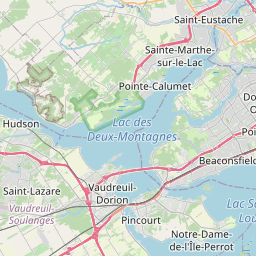 Saint-Eustache
Sainte-Marthe-
sur-le-Lac
Pointe-Calumet
Lac des
Deux-Montagnes
Hudson
Beaconsfield
Saint-Lazare
Vaudreuil-
Dorion
Vaudreuil-
Soulanges
Pincourt
Notre-Dame-
de-l'Île-Perrot